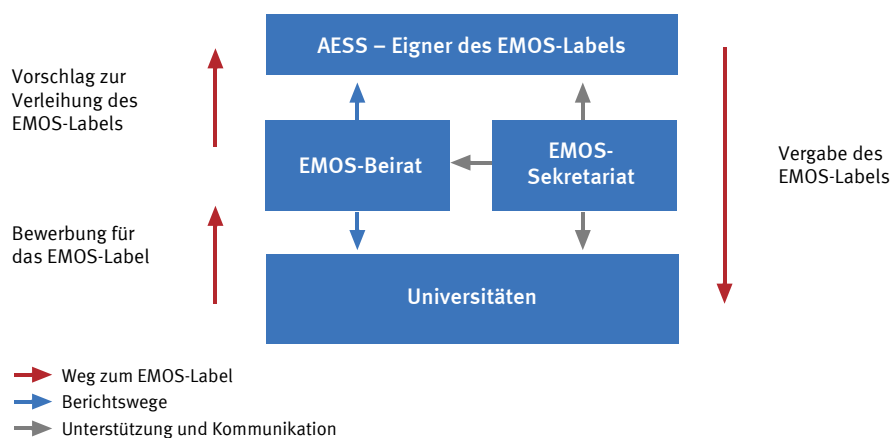 AESS – Eigner des EMOS-Labels
Vorschlag zur
Verleihung des
EMOS-Labels
EMOS-Beirat
EMOS-
Sekretariat
Vergabe des
EMOS-Labels
Bewerbung für
das EMOS-Label
Universitäten
Weg zum EMOS-Label
Berichtswege
Unterstützung und Kommunikation